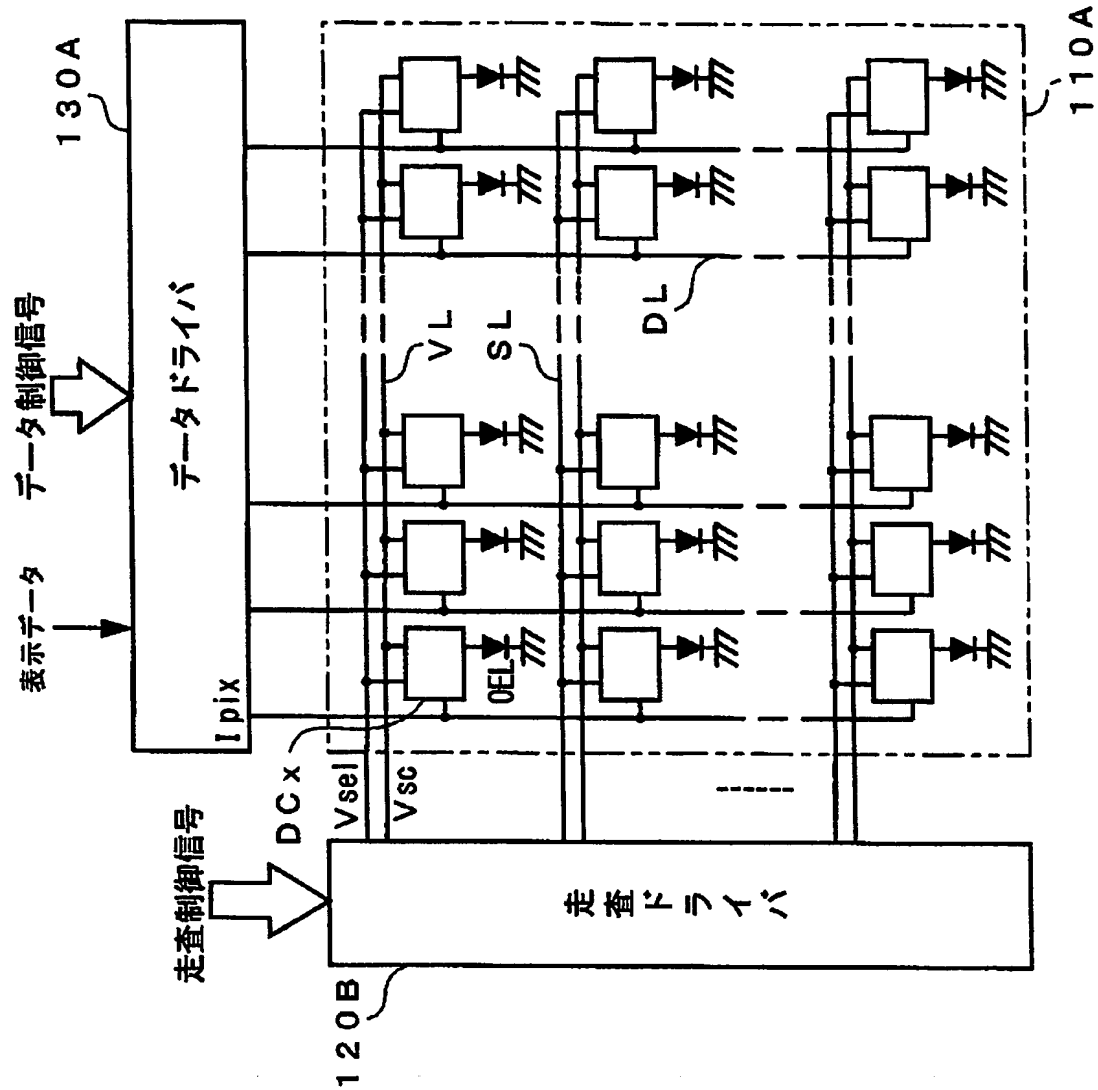 表示データ
データ制御信号
130A
データドライバ
Ipix
走査制御信号
DCx
Vsel
Vsc
OEL
VL
SL
DL
走査ドライバ
120B
110A